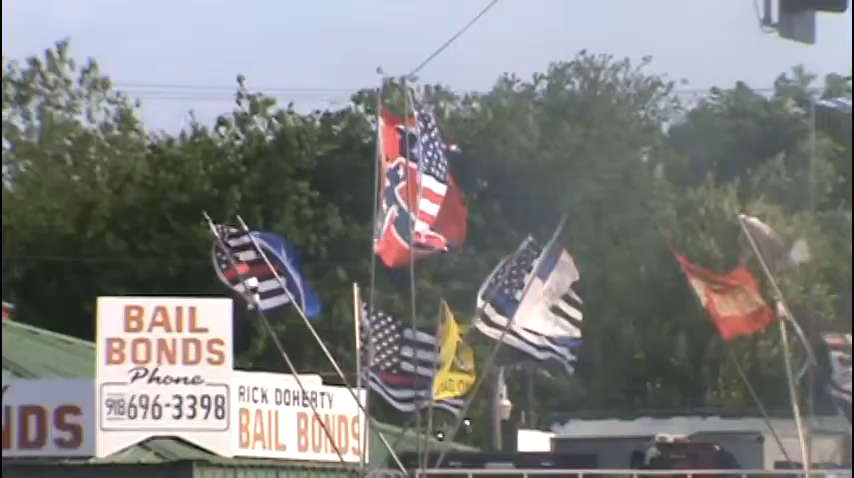 BAIL
BONDS
Phone
918 696-3398
NDS
RICK DOHERTY
BAIL BONDS